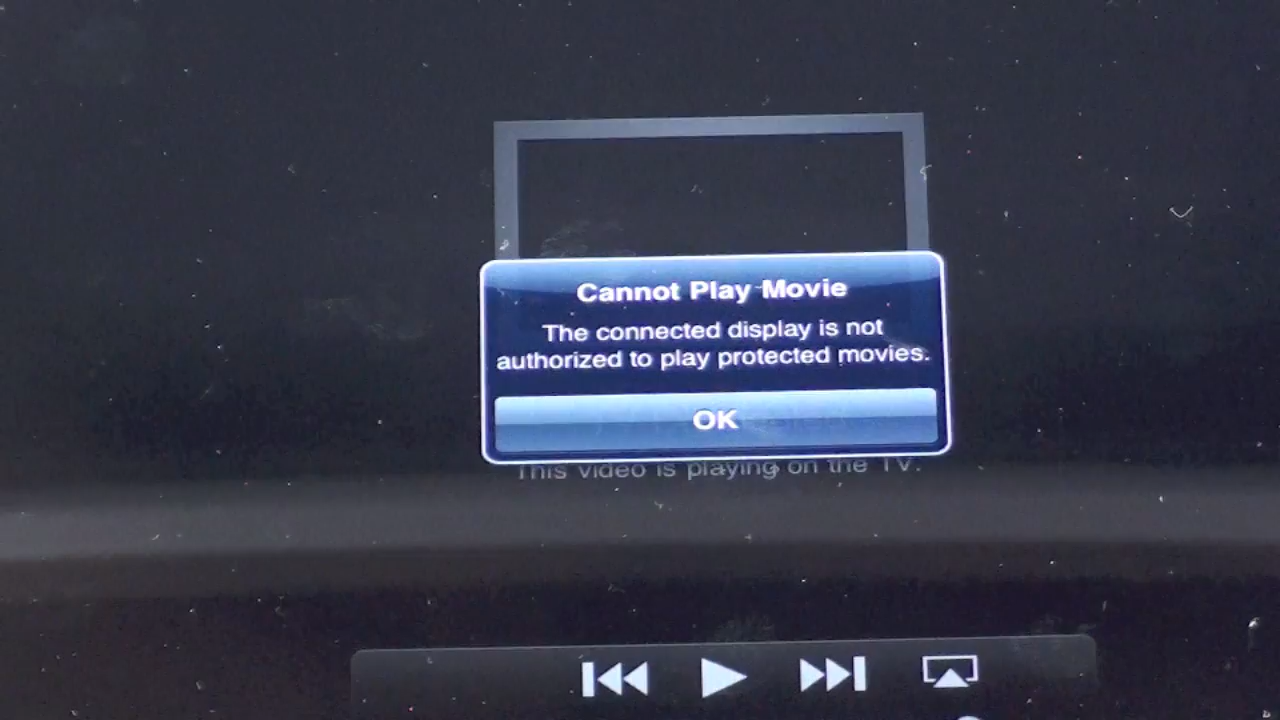 Cannot Play Movie
The connected display is not
authorized to play protected movies.
OK
This video is playing on the TV.